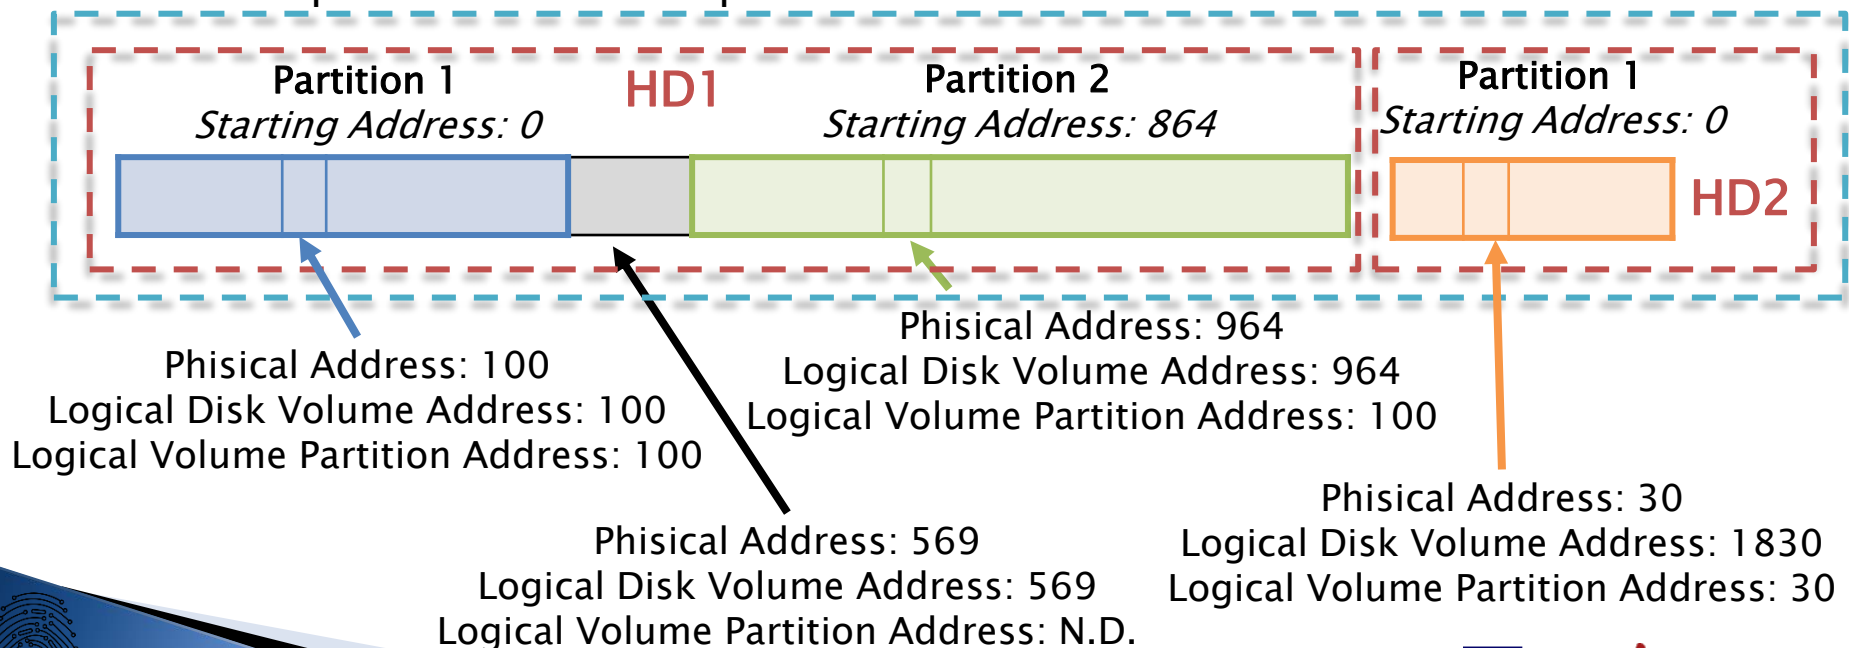 Partition 1
Starting Address: 0
HD1
Partition 2
Starting Address: 864
Partition 1
Starting Address: 0
HD2
Phisical Address: 100
Logical Disk Volume Address: 100
Logical Volume Partition Address: 100
Phisical Address: 964
Logical Disk Volume Address: 964
Logical Volume Partition Address: 100
Phisical Address: 569
Logical Disk Volume Address: 569
Logical Volume Partition Address: N.D.
Phisical Address: 30
Logical Disk Volume Address: 1830
Logical Volume Partition Address: 30